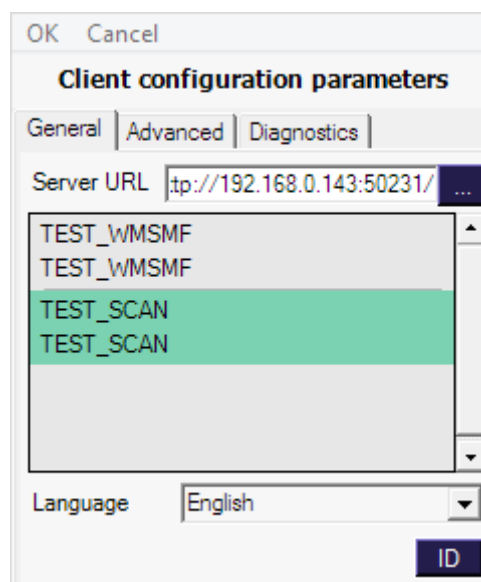 OK Cancel
Client configuration parameters
General Advanced Diagnostics
Server URL tp://192.168.0.143:50231/ ...
TEST_WMSMF
TEST_WMSMF
TEST_SCAN
TEST_SCAN
Language English
ID